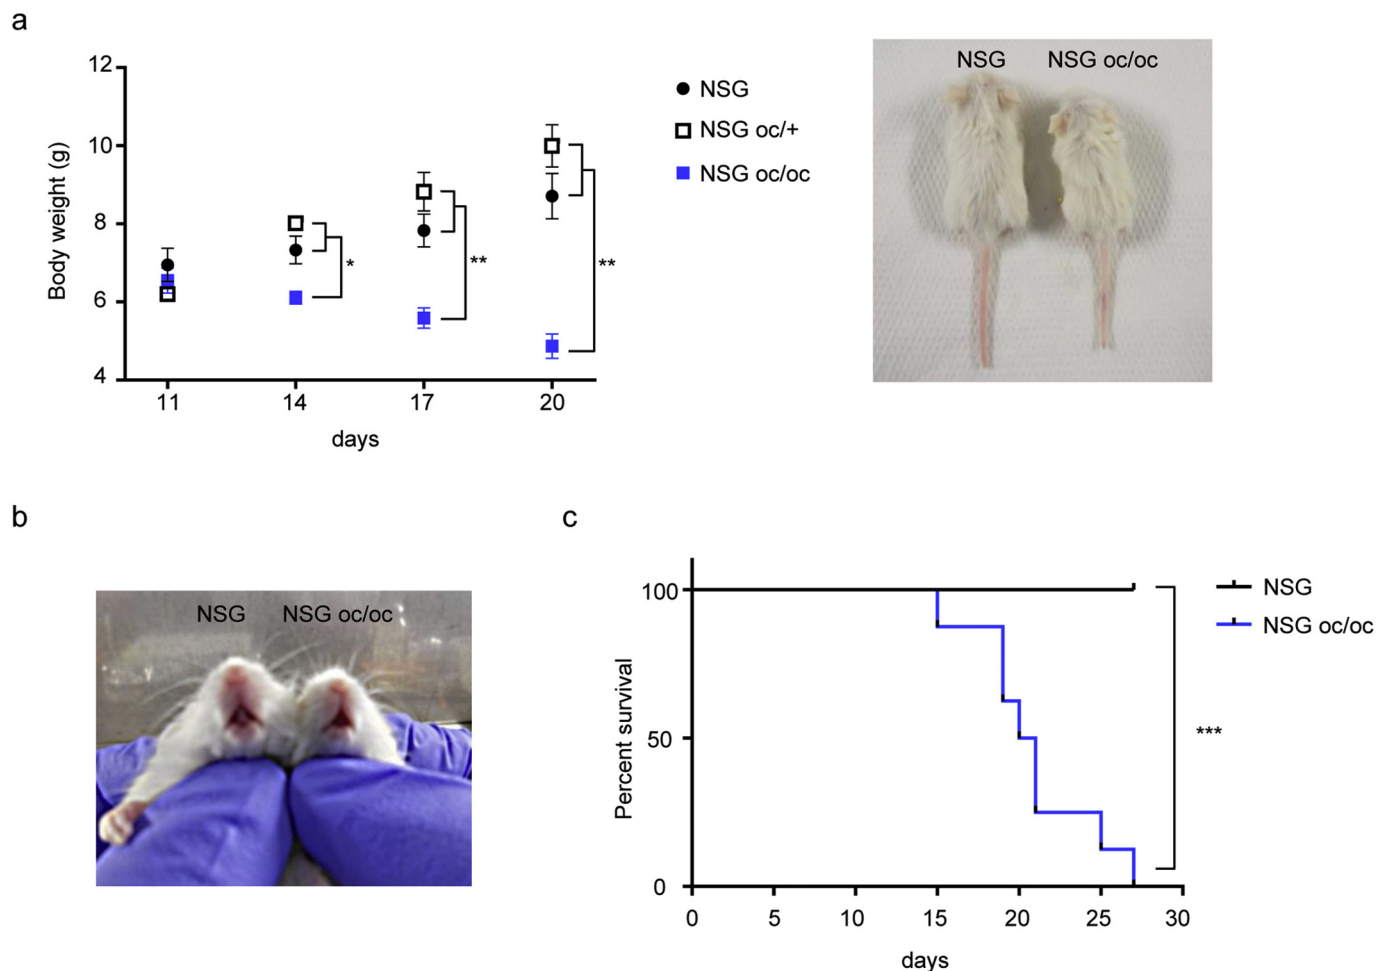 a
12
10
8
6
4
Body weight (g)
11 14 17 20
days
*
**
**
NSG
NSG oc/+
NSG oc/oc
NSG NSG oc/oc
b
NSG NSG oc/oc
c
100
50
0
Percent survival
0 5 10 15 20 25 30
days
***
NSG
NSG oc/oc